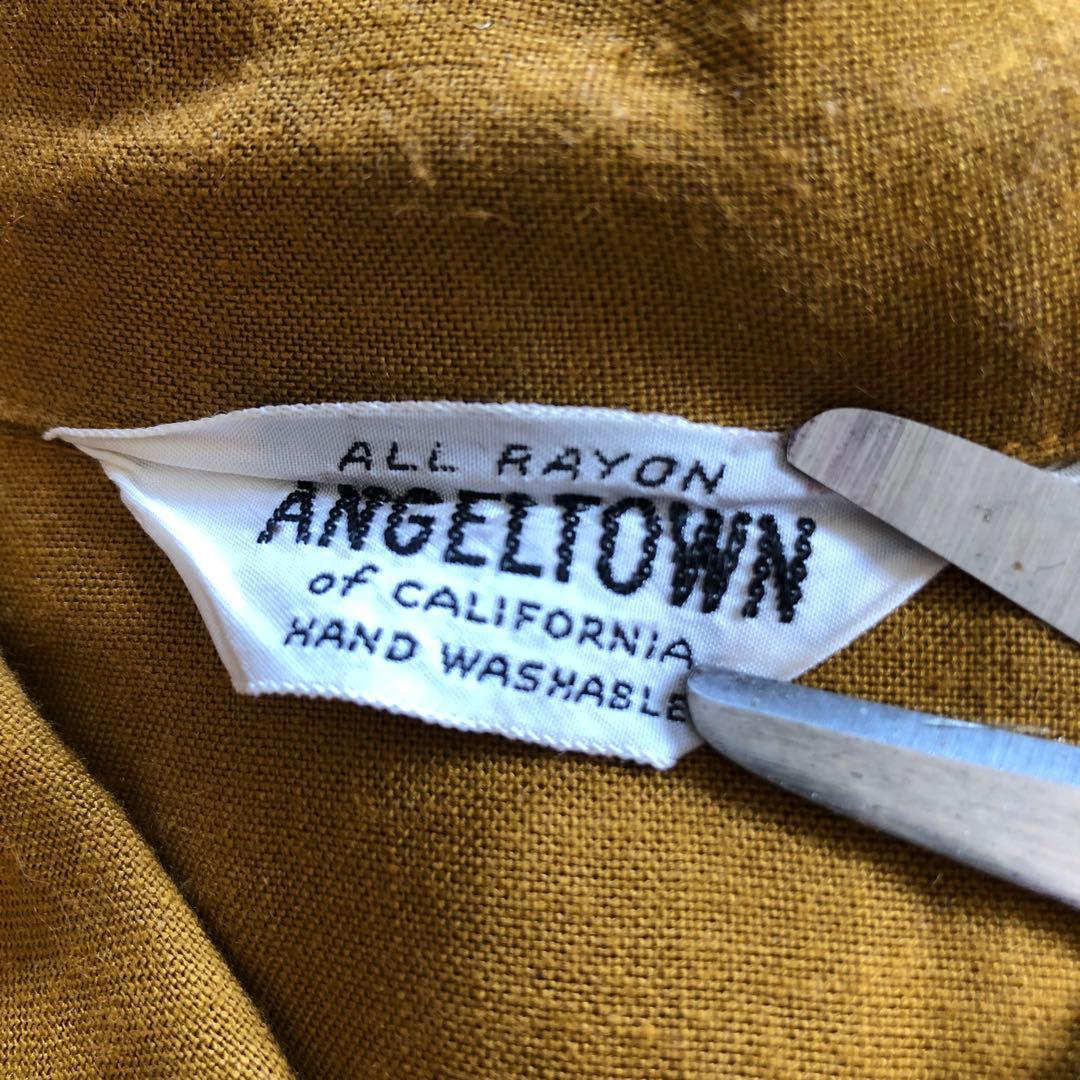 ALL RAYON
ANGELTOWN
of CALIFORNIA
HAND WASHABLE